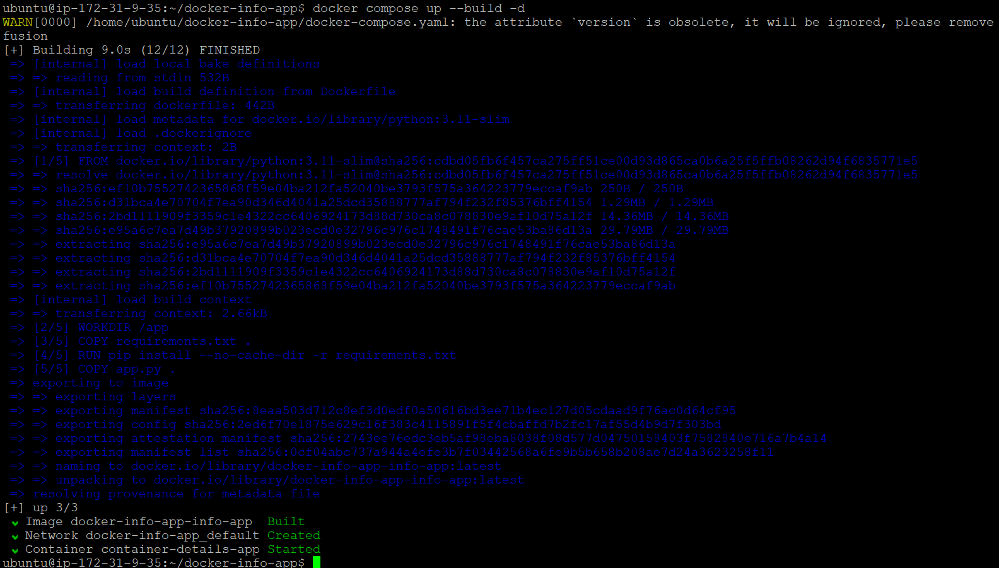 ubuntu@ip-172-31-9-35:~/docker-info-app$ docker compose up --build -d
WARN[0000] /home/ubuntu/docker-info-app/docker-compose.yaml: the attribute `version` is obsolete, it will be ignored, please remove
fusion
[+] Building 9.0s (12/12) FINISHED
=> [internal] load local bake definitions
=> => reading from stdin 532B
=> [internal] load build definition from Dockerfile
=> => transferring dockerfile: 442B
=> [internal] load metadata for docker.io/library/python:3.11-slim
=> [internal] load .dockerignore
=> => transferring context: 2B
=> [1/5] FROM docker.io/library/python:3.11-slim@sha256:cdbd05fb6f457ca275ff51ce00d93d865ca0b6a25f5ffb08262d94f6835771e5
=> => resolve docker.io/library/python:3.11-slim@sha256:cdbd05fb6f457ca275ff51ce00d93d865ca0b6a25f5ffb08262d94f6835771e5
=> => sha256:ef10b7552742365868f59e04ba212fa52040be3793f575a364223779eccaf9ab 250B / 250B
=> => sha256:d31bca4e70704f7ea90d346d4041a25dcd35888777af794f232f85376bff4154 1.29MB / 1.29MB
=> => sha256:2bd1111909f3359c1e4322cc6406924173d88d730ca8c078830e9af10d75a12f 14.36MB / 14.36MB
=> => sha256:e95a6c7ea7d49b37920899b023ecd0e32796c976c1748491f76cae53ba86d13a 29.79MB / 29.79MB
=> => extracting sha256:e95a6c7ea7d49b37920899b023ecd0e32796c976c1748491f76cae53ba86d13a
=> => extracting sha256:d31bca4e70704f7ea90d346d4041a25dcd35888777af794f232f85376bff4154
=> => extracting sha256:2bd1111909f3359c1e4322cc6406924173d88d730ca8c078830e9af10d75a12f
=> => extracting sha256:ef10b7552742365868f59e04ba212fa52040be3793f575a364223779eccaf9ab
=> [internal] load build context
=> => transferring context: 2.66kB
=> [2/5] WORKDIR /app
=> [3/5] COPY requirements.txt .
=> [4/5] RUN pip install --no-cache-dir -r requirements.txt
=> [5/5] COPY app.py .
=> exporting to image
=> => exporting layers
=> => exporting manifest sha256:8eaa503d712c8ef3d0edf0a50616bd3ee71b4ec127d05cdaad9f76ac0d64cf95
=> => exporting config sha256:2ed6f70e1875e629c16f383c4115891f5f4cbaffd7b2fc17af55d4b9d7f303bd
=> => exporting attestation manifest sha256:2743ee76edc3eb5af98eba8038f08d577d04750158403f7582840e716a7b4a14
=> => exporting manifest list sha256:0cf04abc737a944a4efe3b7f03442568a6fe9b5b658b208ae7d24a3623258f11
=> => naming to docker.io/library/docker-info-app-info-app:latest
=> => unpacking to docker.io/library/docker-info-app-info-app:latest
=> resolving provenance for metadata file
[+] up 3/3
✔ Image docker-info-app-info-app Built
✔ Network docker-info-app_default Created
✔ Container container-details-app Started
ubuntu@ip-172-31-9-35:~/docker-info-app$